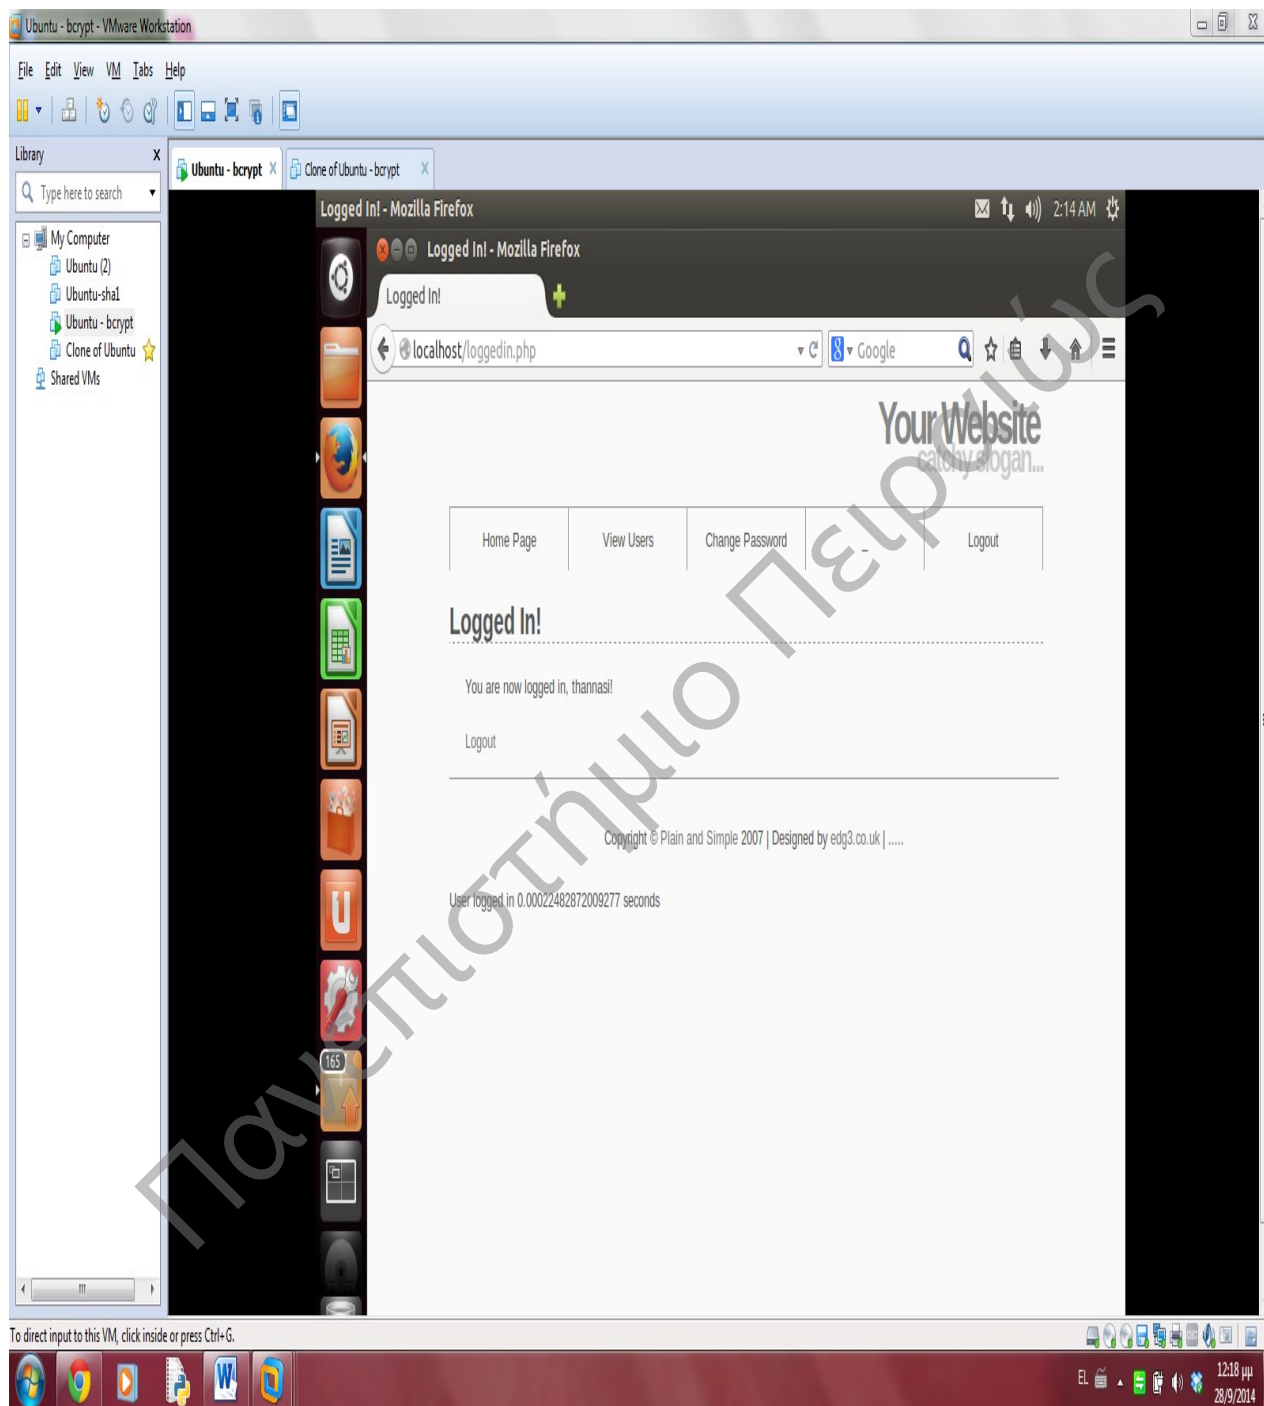 Ubuntu - bcrypt - VMware Workstation
File Edit View VM Tabs Help
Library x
Type here to search
My Computer
Ubuntu (2)
Ubuntu-sha1
Ubuntu - bcrypt
Clone of Ubuntu
Shared VMs
Ubuntu - bcrypt x Clone of Ubuntu - bcrypt x
Logged In! - Mozilla Firefox 2:14 AM
Logged In! - Mozilla Firefox
Logged In!
localhost/loggedin.php 8 Google
Your Website
catchy slogan...
Home Page View Users Change Password _ Logout
Logged In!
You are now logged in, thannasi!
Logout
Copyright © Plain and Simple 2007 | Designed by edg3.co.uk | .....
User logged in 0.00022482872009277 seconds
165
Πανεπιστήμιο Πειραιώς
To direct input to this VM, click inside or press Ctrl+G.
EL 12:18 μμ
28/9/2014